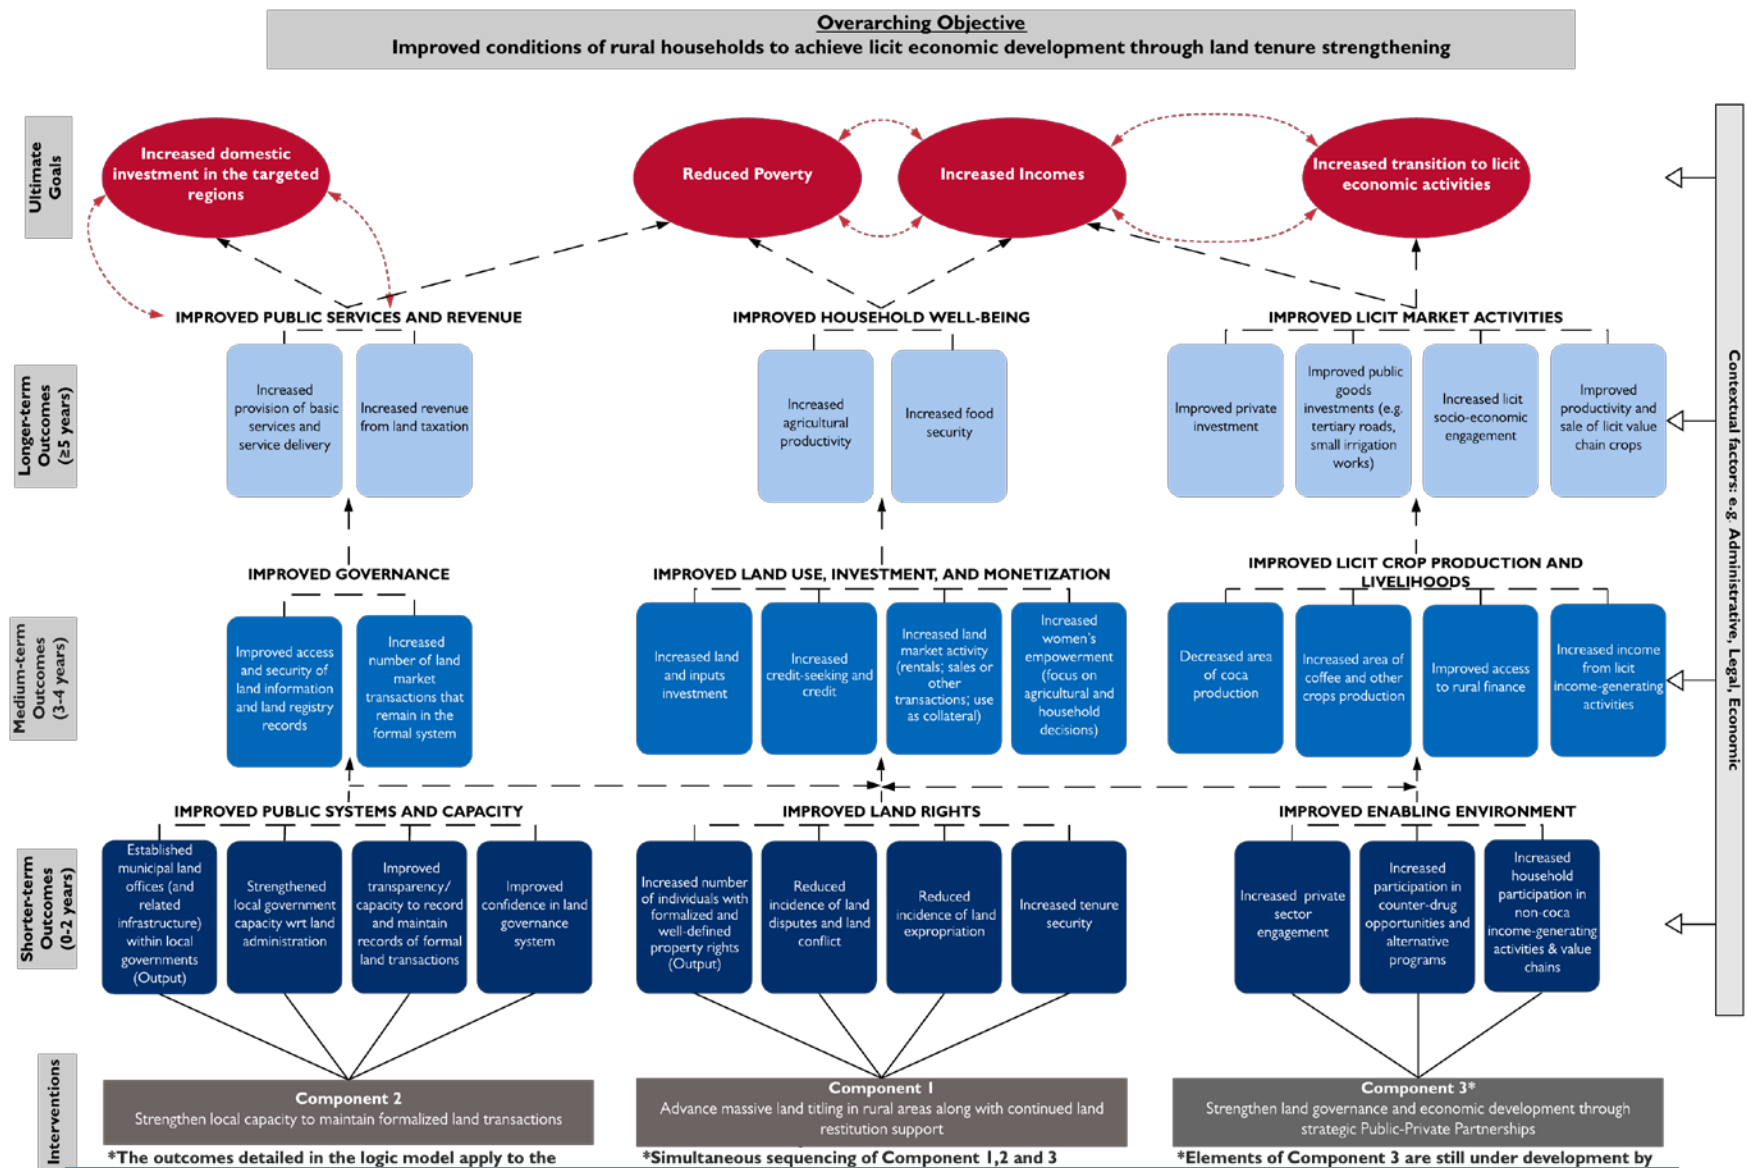 Overarching Objective
Improved conditions of rural households to achieve licit economic development through land tenure strengthening
Ultimate
Goals
Increased domestic
investment in the targeted
regions
Reduced Poverty
Increased Incomes
Increased transition to licit
economic activities
IMPROVED PUBLIC SERVICES AND REVENUE
IMPROVED HOUSEHOLD WELL-BEING
IMPROVED LICIT MARKET ACTIVITIES
Longer-term
Outcomes
(≥5 years)
Increased
provision of basic
services and
service delivery
Increased revenue
from land taxation
Increased
agricultural
productivity
Increased food
security
Improved private
investment
Improved public
goods
investments (e.g.
tertiary roads,
small irrigation
works)
Increased licit
socio-economic
engagement
Improved
productivity and
sale of licit value
chain crops
IMPROVED GOVERNANCE
IMPROVED LAND USE, INVESTMENT, AND MONETIZATION
IMPROVED LICIT CROP PRODUCTION AND
LIVELIHOODS
Medium-term
Outcomes
(3-4 years)
Improved access
and security of
land information
and land registry
records
Increased
number of land
market
transactions that
remain in the
formal system
Increased land
and inputs
investment
Increased
credit-seeking and
credit
Increased land
market activity
(rentals; sales or
other
transactions; use
as collateral)
Increased
women's
empowerment
(focus on
agricultural and
household
decisions)
Decreased area
of coca
production
Increased area of
coffee and other
crops production
Improved access
to rural finance
Increased income
from licit
income-generating
activities
IMPROVED PUBLIC SYSTEMS AND CAPACITY
IMPROVED LAND RIGHTS
IMPROVED ENABLING ENVIRONMENT
Shorter-term
Outcomes
(0-2 years)
Established
municipal land
offices (and
related
infrastructure)
within local
governments
(Output)
Strengthened
local government
capacity wrt land
administration
Improved
transparency/
capacity to record
and maintain
records of formal
land transactions
Improved
confidence in land
governance
system
Increased number
of individuals with
formalized and
well-defined
property rights
(Output)
Reduced
incidence of land
disputes and land
conflict
Reduced
incidence of land
expropriation
Increased tenure
security
Increased private
sector
engagement
Increased
participation in
counter-drug
opportunities and
alternative
programs
Increased
household
participation in
non-coca
income-generating
activities & value
chains
Contextual factors: e.g. Administrative, Legal, Economic
Interventions
Component 2
Strengthen local capacity to maintain formalized land transactions
Component 1
Advance massive land titling in rural areas along with continued land
restitution support
Component 3*
Strengthen land governance and economic development through
strategic Public-Private Partnerships
*The outcomes detailed in the logic model apply to the
*Simultaneous sequencing of Component 1,2 and 3
*Elements of Component 3 are still under development by